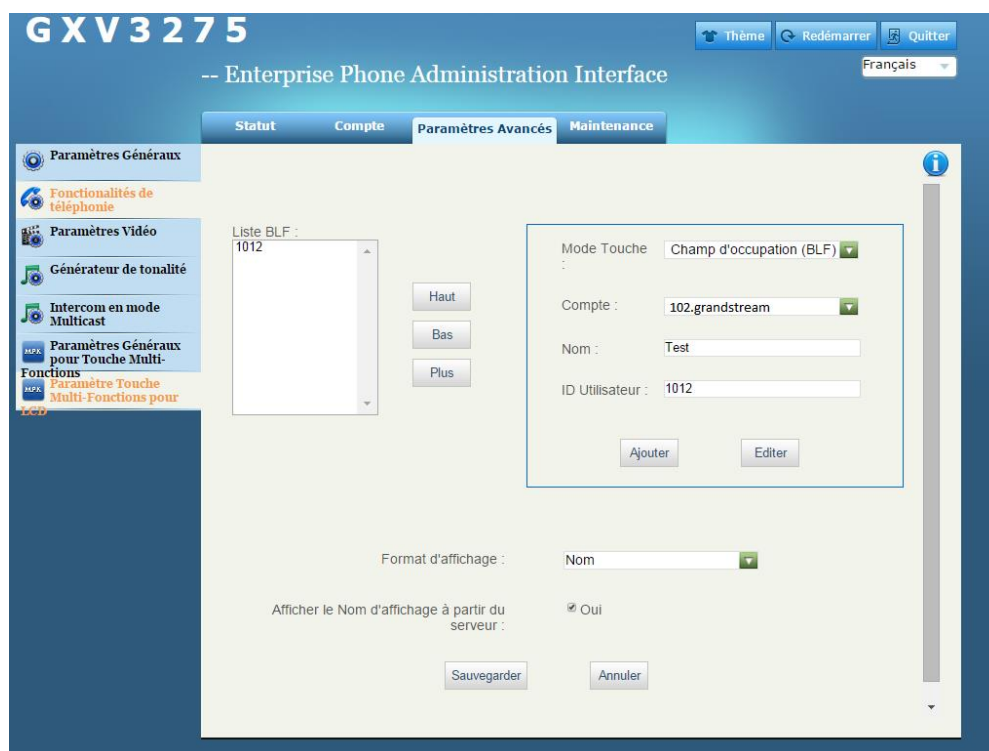 GXV3275
Thème Redémarrer Quitter
-- Enterprise Phone Administration Interface
Français
Statut Compte Paramètres Avancés Maintenance
Paramètres Généraux
Fonctionalités de
téléphonie
Paramètres Vidéo
Générateur de tonalité
Intercom en mode
Multicast
MPK Paramètres Généraux
pour Touche Multi-
Fonctions
MPK Paramètre Touche
Multi-Fonctions pour
LCD
Liste BLF :
1012
Haut
Bas
Plus
Mode Touche
:
Champ d'occupation (BLF)
Compte : 102.grandstream
Nom : Test
ID Utilisateur : 1012
Ajouter Editer
Format d'affichage : Nom
Afficher le Nom d'affichage à partir du
serveur :
Oui
Sauvegarder Annuler